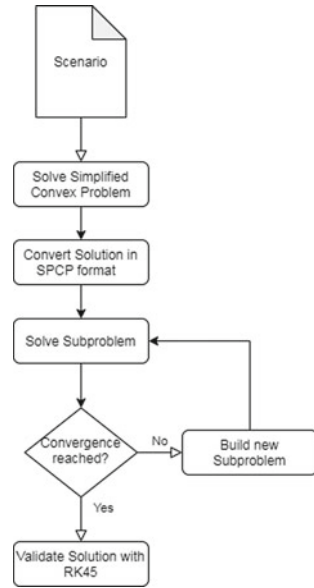 Scenario
Solve Simplified
Convex Problem
Convert Solution in
SPCP format
Solve Subproblem
Convergence
reached?
No
Build new
Subproblem
Yes
Validate Solution with
RK45